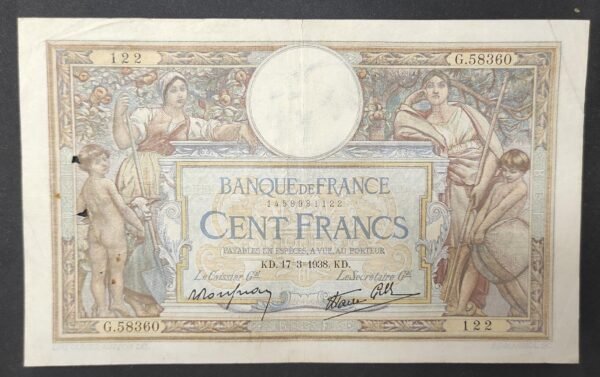 122 G.58360
BANQUE DE FRANCE
1459991122
CENT FRANCS
PAYABLES EN ESPÈCES, A VUE, AU PORTEUR
KD. 17=3=1938. KD.
Le Caissier Gᵃˡ Le Secrétaire Gᵃˡ
G.58360 122